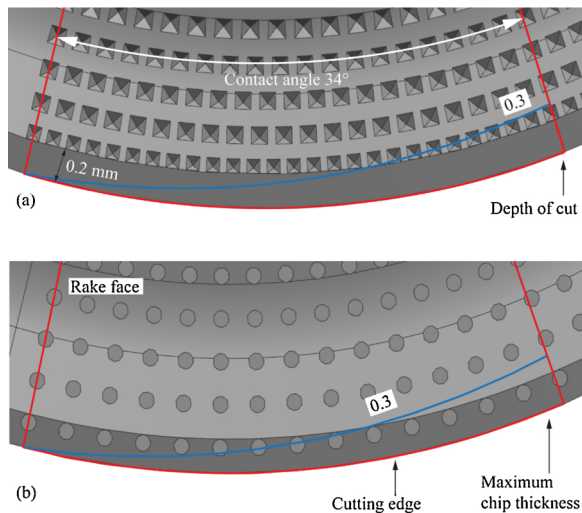 Contact angle 34°
0.3
0.2 mm
(a)
Depth of cut
Rake face
0.3
(b)
Cutting edge
Maximum
chip thickness